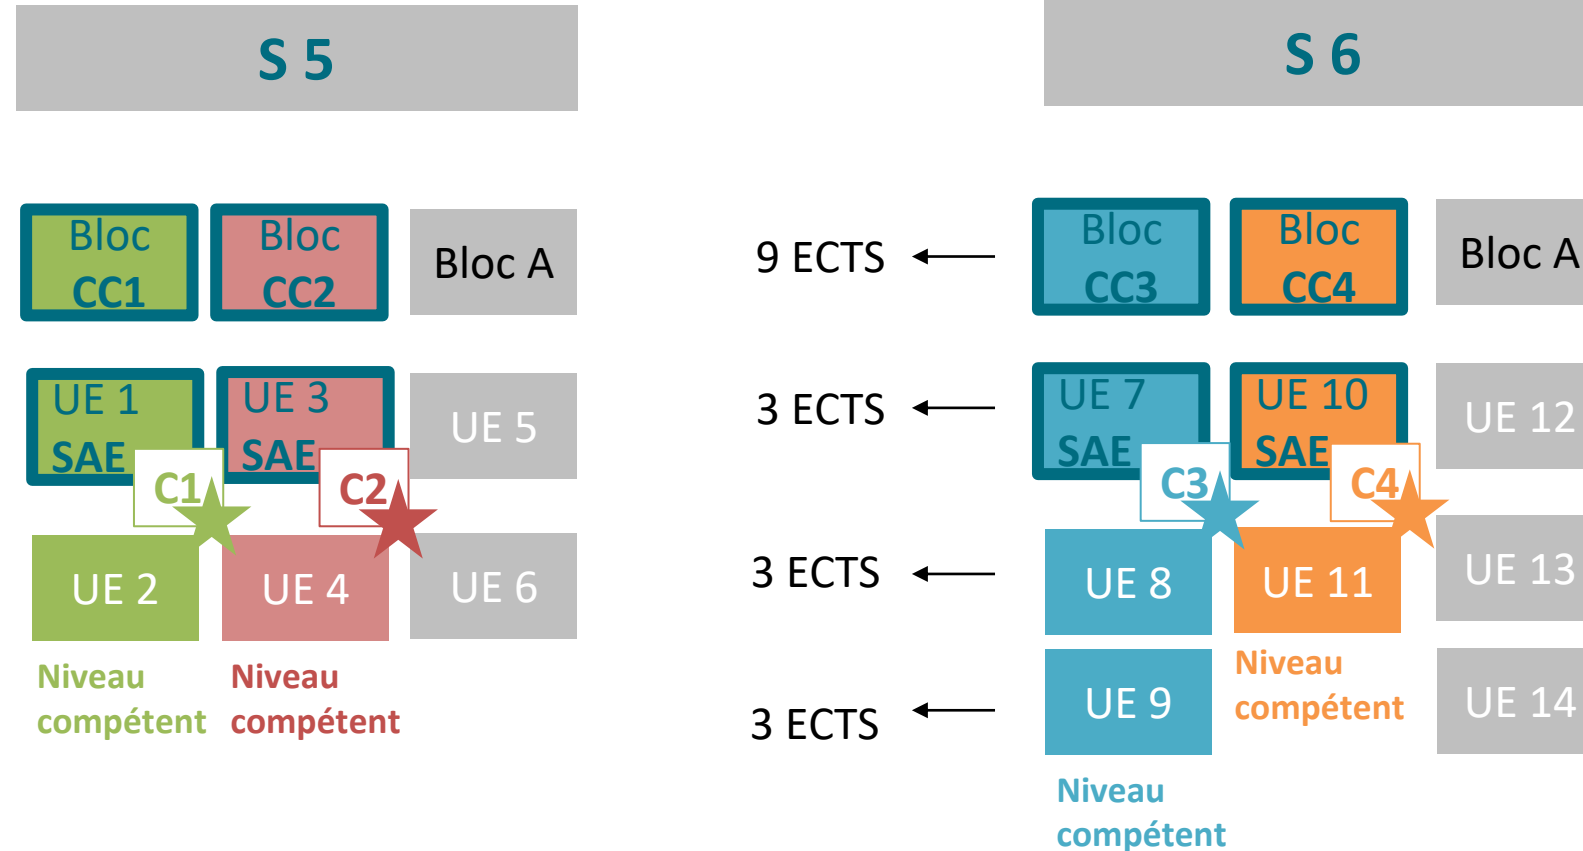 S 5
Bloc
CC1
Bloc
CC2
Bloc A
UE 1
SAE
C1
UE 3
SAE
C2
UE 5
UE 2
UE 4
UE 6
Niveau
compétent
Niveau
compétent
S 6
9 ECTS
Bloc
CC3
Bloc
CC4
Bloc A
3 ECTS
UE 7
SAE
C3
UE 10
SAE
C4
UE 12
3 ECTS
UE 8
UE 11
UE 13
3 ECTS
UE 9
Niveau
compétent
UE 14
Niveau
compétent